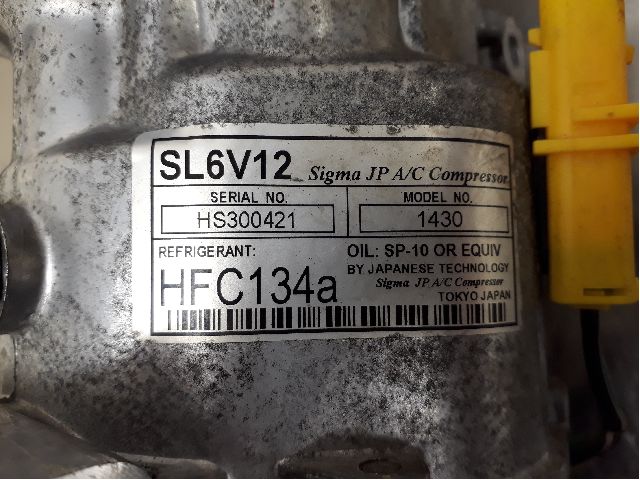 SL6V12 Sigma JP A/C Compressor
SERIAL NO. MODEL NO.
HS300421 1430
REFRIGERANT: OIL: SP-10 OR EQUIV
HFC134a BY JAPANESE TECHNOLOGY
Sigma JP A/C Compressor
TOKYO JAPAN